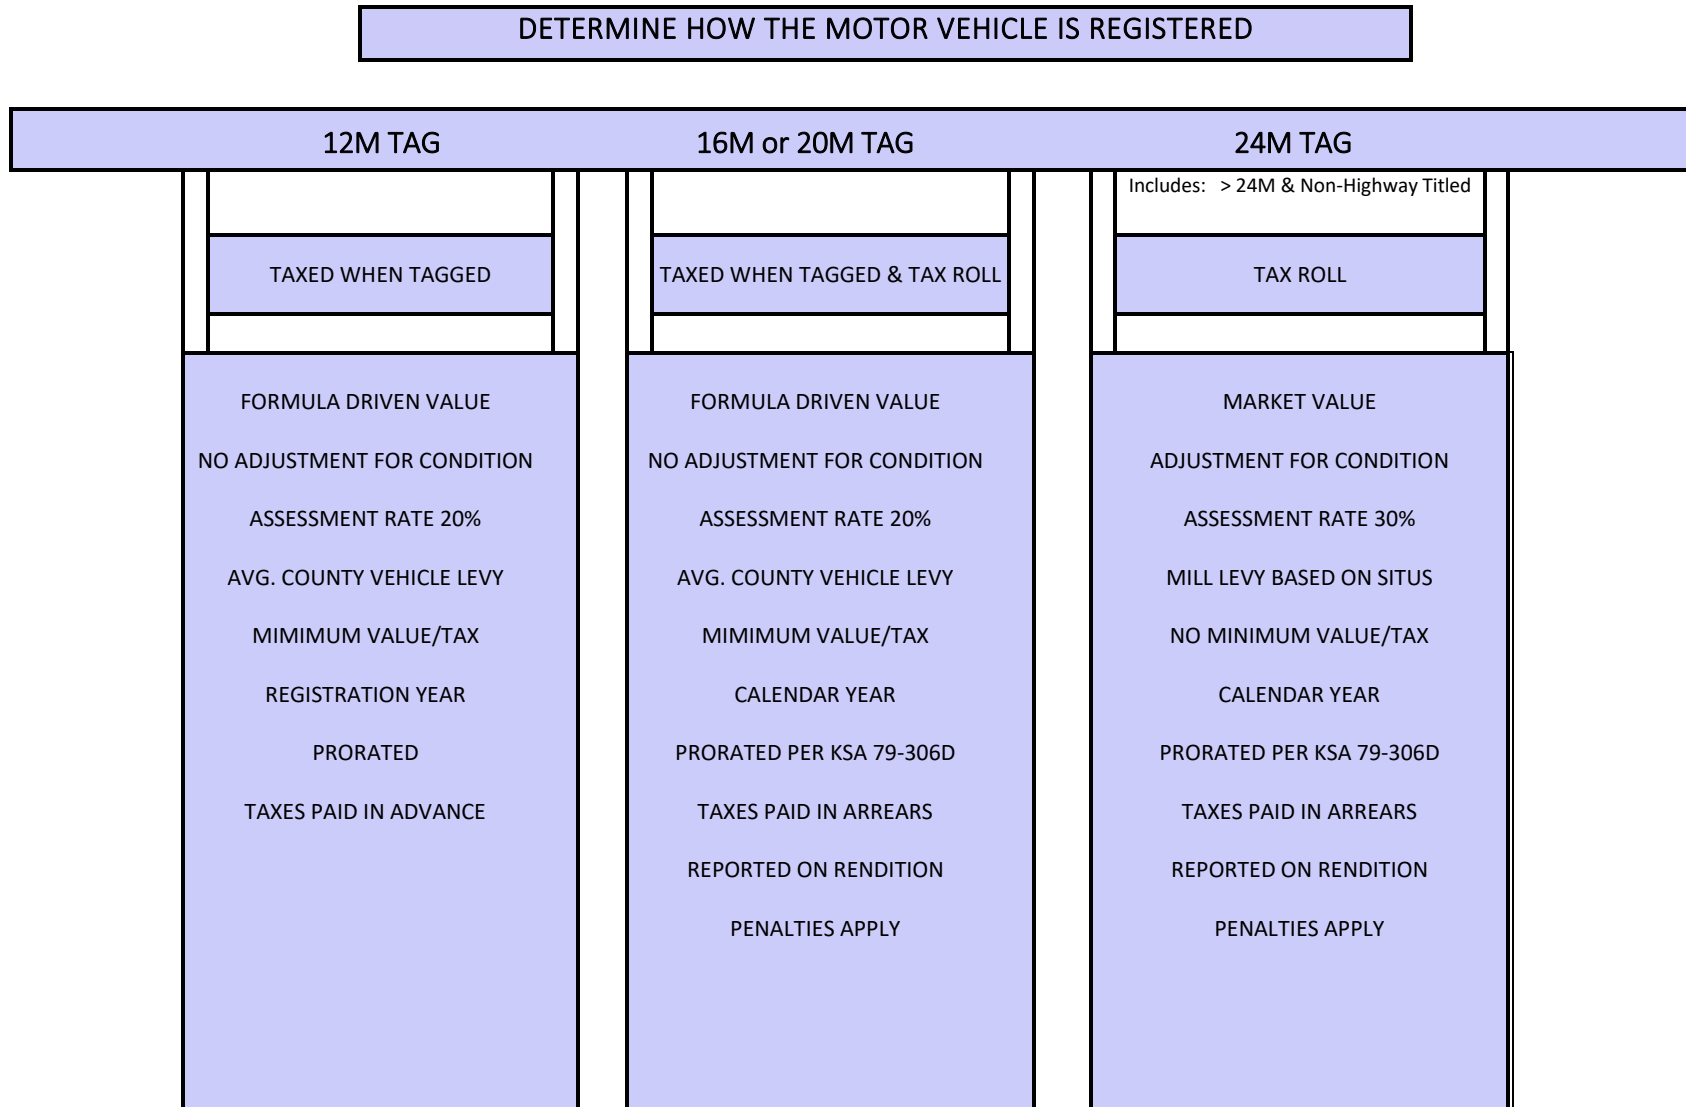 DETERMINE HOW THE MOTOR VEHICLE IS REGISTERED
12M TAG
16M or 20M TAG
24M TAG
Includes: > 24M & Non-Highway Titled
TAXED WHEN TAGGED
TAXED WHEN TAGGED & TAX ROLL
TAX ROLL
FORMULA DRIVEN VALUE
NO ADJUSTMENT FOR CONDITION
ASSESSMENT RATE 20%
AVG. COUNTY VEHICLE LEVY
MIMIMUM VALUE/TAX
REGISTRATION YEAR
PRORATED
TAXES PAID IN ADVANCE
FORMULA DRIVEN VALUE
NO ADJUSTMENT FOR CONDITION
ASSESSMENT RATE 20%
AVG. COUNTY VEHICLE LEVY
MIMIMUM VALUE/TAX
CALENDAR YEAR
PRORATED PER KSA 79-306D
TAXES PAID IN ARREARS
REPORTED ON RENDITION
PENALTIES APPLY
MARKET VALUE
ADJUSTMENT FOR CONDITION
ASSESSMENT RATE 30%
MILL LEVY BASED ON SITUS
NO MINIMUM VALUE/TAX
CALENDAR YEAR
PRORATED PER KSA 79-306D
TAXES PAID IN ARREARS
REPORTED ON RENDITION
PENALTIES APPLY